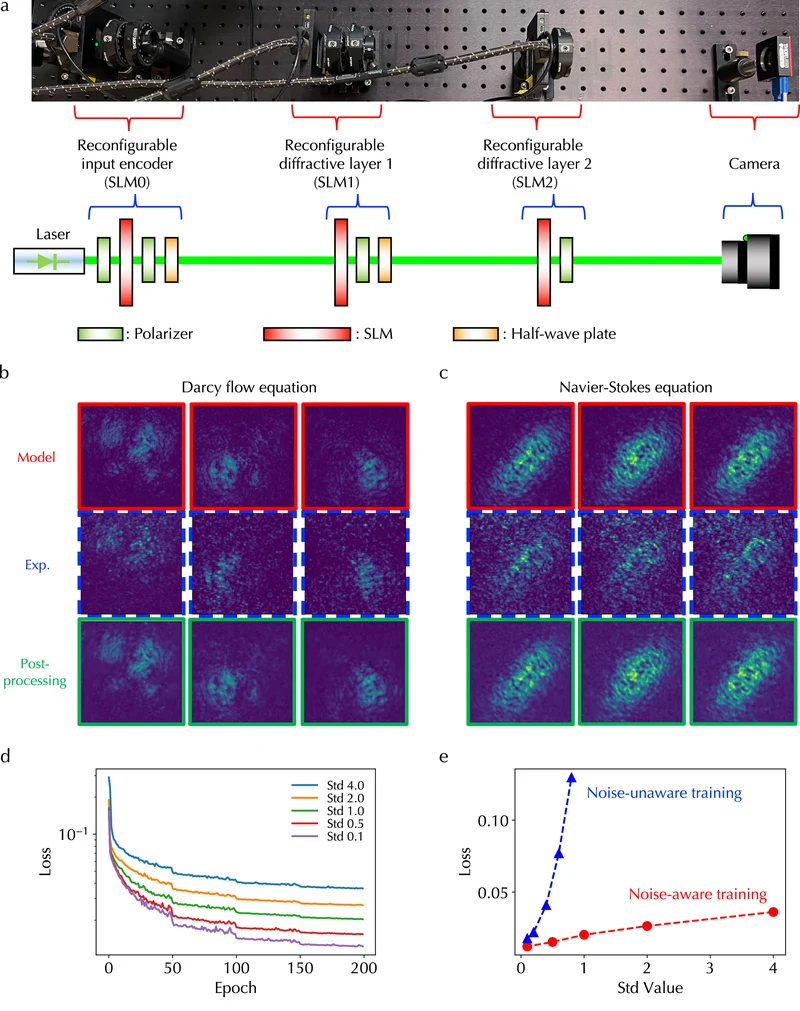 a
Reconfigurable
input encoder
(SLM0)
Reconfigurable
diffractive layer 1
(SLM1)
Reconfigurable
diffractive layer 2
(SLM2)
Camera
Laser
: Polarizer
: SLM
: Half-wave plate
b
Darcy flow equation
c
Navier-Stokes equation
Model
Exp.
Post-
processing
d
Std 4.0
Std 2.0
Std 1.0
Std 0.5
Std 0.1
10⁻¹
Loss
0
50
100
150
200
Epoch
e
Noise-unaware training
Noise-aware training
0.10
0.05
Loss
0
1
2
3
4
Std Value